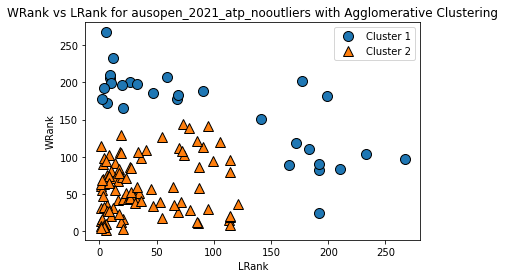 WRank vs LRank for ausopen_2021_atp_nooutliers with Agglomerative Clustering
Cluster 1
Cluster 2
250
200
150
100
50
0
WRank
0
50
100
150
200
250
LRank